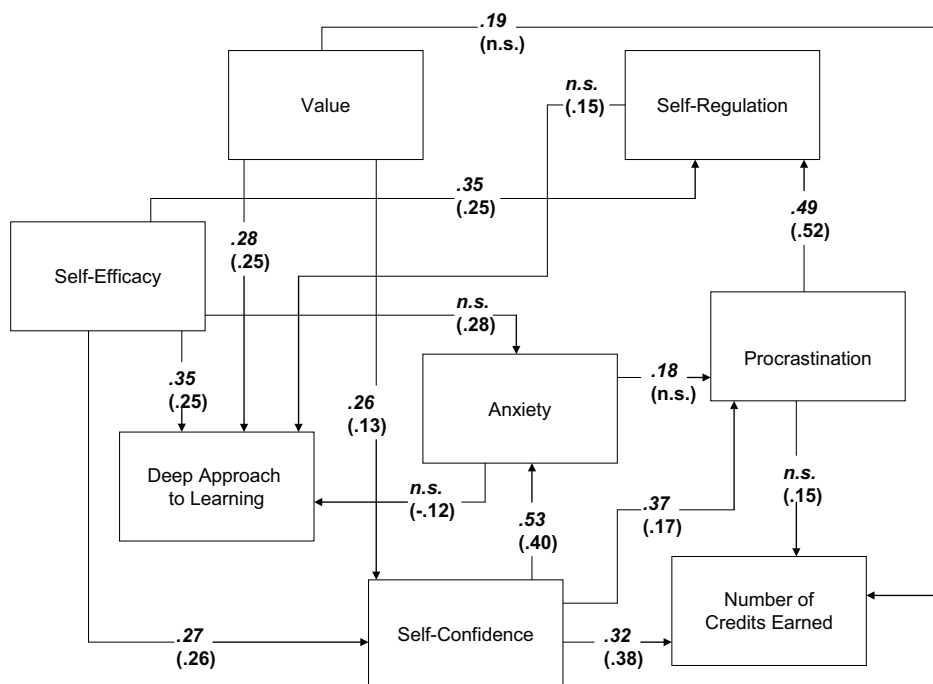 .19
(n.s.)
Value
n.s.
(.15)
Self-Regulation
.35
(.25)
.49
(.52)
.28
(.25)
Self-Efficacy
n.s.
(.28)
Procrastination
.35
(.25)
.18
(n.s.)
Anxiety
.26
(.13)
Deep Approach
to Learning
n.s.
(-.12)
n.s.
(.15)
.53
(.40)
.37
(.17)
Number of
Credits Earned
Self-Confidence
.27
(.26)
.32
(.38)